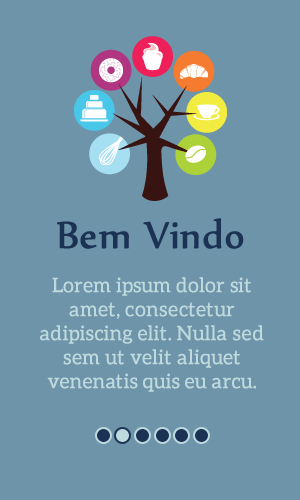 Bem Vindo
Lorem ipsum dolor sit
amet, consectetur
adipiscing elit. Nulla sed
sem ut velit aliquet
venenatis quis eu arcu.